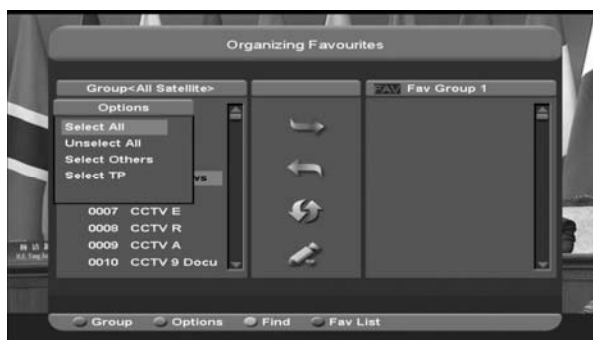 Organizing Favourites
Group<All Satellite>
FAV Fav Group 1
Options
Select All
Unselect All
Select Others
Select TP
ws
0007 CCTV E
0008 CCTV R
0009 CCTV A
0010 CCTV 9 Docu
Group Options Find Fav List